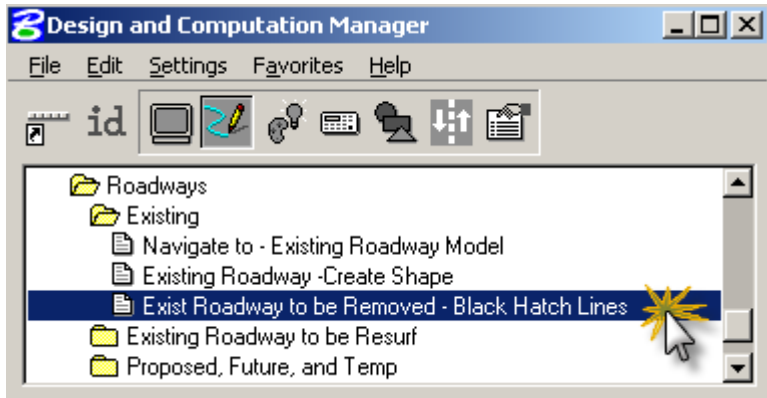 Design and Computation Manager
File Edit Settings Favorites Help
id
Roadways
Existing
Navigate to - Existing Roadway Model
Existing Roadway -Create Shape
Exist Roadway to be Removed - Black Hatch Lines
Existing Roadway to be Resurf
Proposed, Future, and Temp